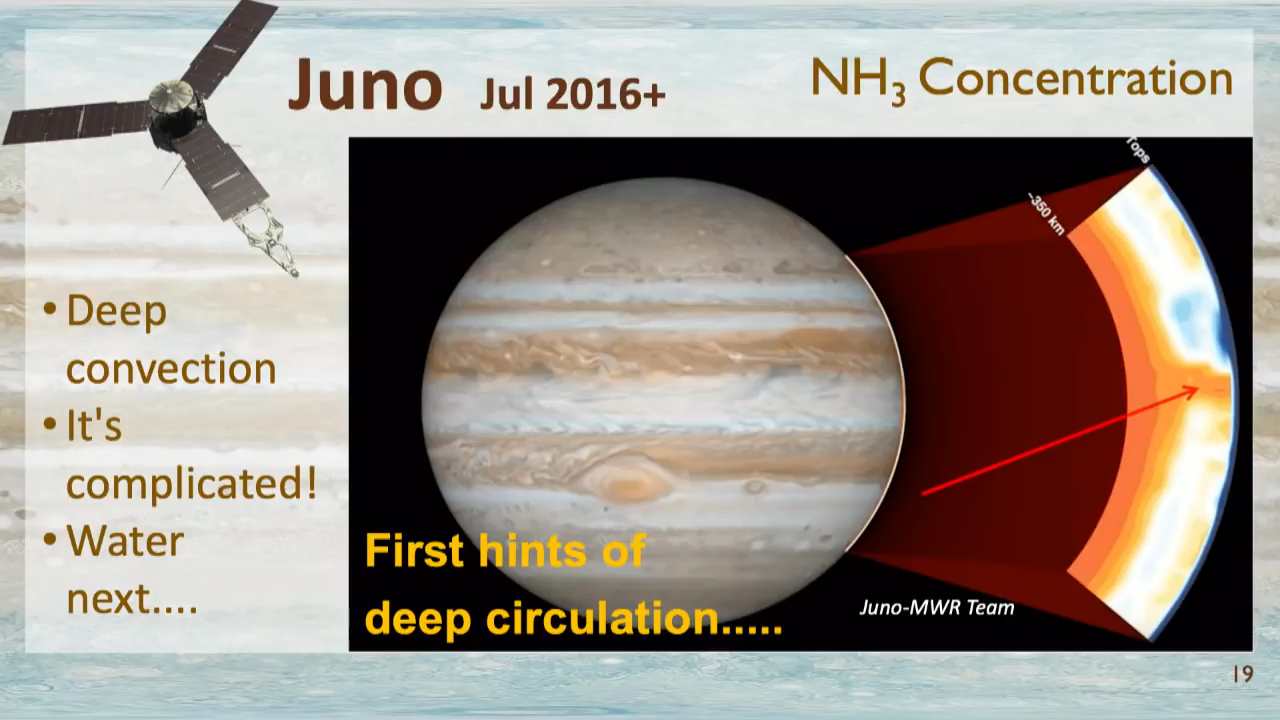 Juno Jul 2016+
NH₃ Concentration
• Deep
convection
• It's
complicated!
• Water
next....
Tops
~350 km
First hints of
deep circulation.....
Juno-MWR Team
19